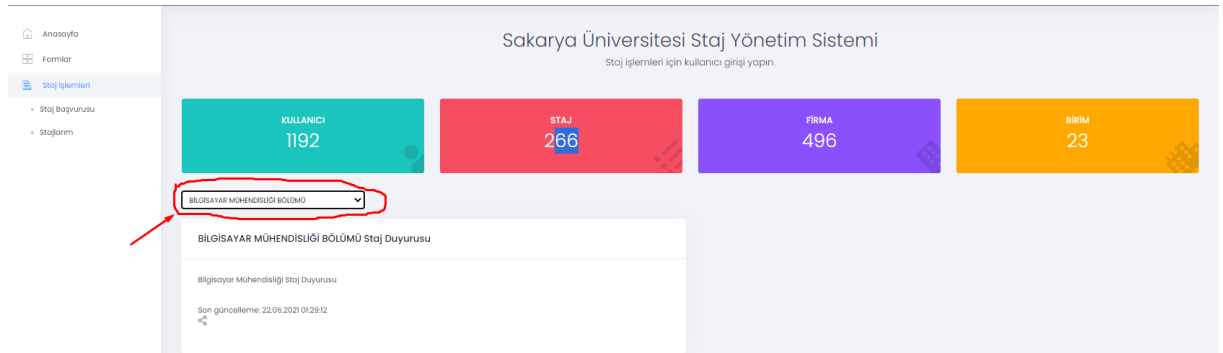 Anasayfa
Formlar
Staj İşlemleri
Staj Başvurusu
Stajlarım
Sakarya Üniversitesi Staj Yönetim Sistemi
Staj işlemleri için kullanıcı girişi yapın.
KULLANICI
1192
STAJ
266
FİRMA
496
BİRİM
23
BİLGİSAYAR MÜHENDİSLİĞİ BÖLÜMÜ
BİLGİSAYAR MÜHENDİSLİĞİ BÖLÜMÜ Staj Duyurusu
Bilgisayar Mühendisliği Staj Duyurusu
Son güncelleme: 22.06.2021 01:29:12